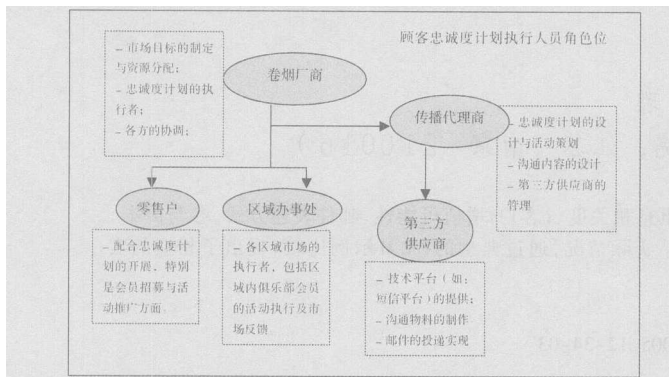 顾客忠诚度计划执行人员角色位
– 市场目标的制定
与资源分配;
– 忠诚度计划的执
行者;
– 各方的协调;
卷烟厂商
传播代理商
– 忠诚度计划的设
计与活动策划
– 沟通内容的设计
– 第三方供应商的
管理
零售户
区域办事处
第三方
供应商
– 配合忠诚度计
划的开展, 特别
是会员招募与活
动推广方面。
– 各区域市场的
执行者, 包括区
域内俱乐部会员
的活动执行及市
场反馈
– 技术平台（如:
短信平台）的提供;
– 沟通物料的制作
– 邮件的投递实现